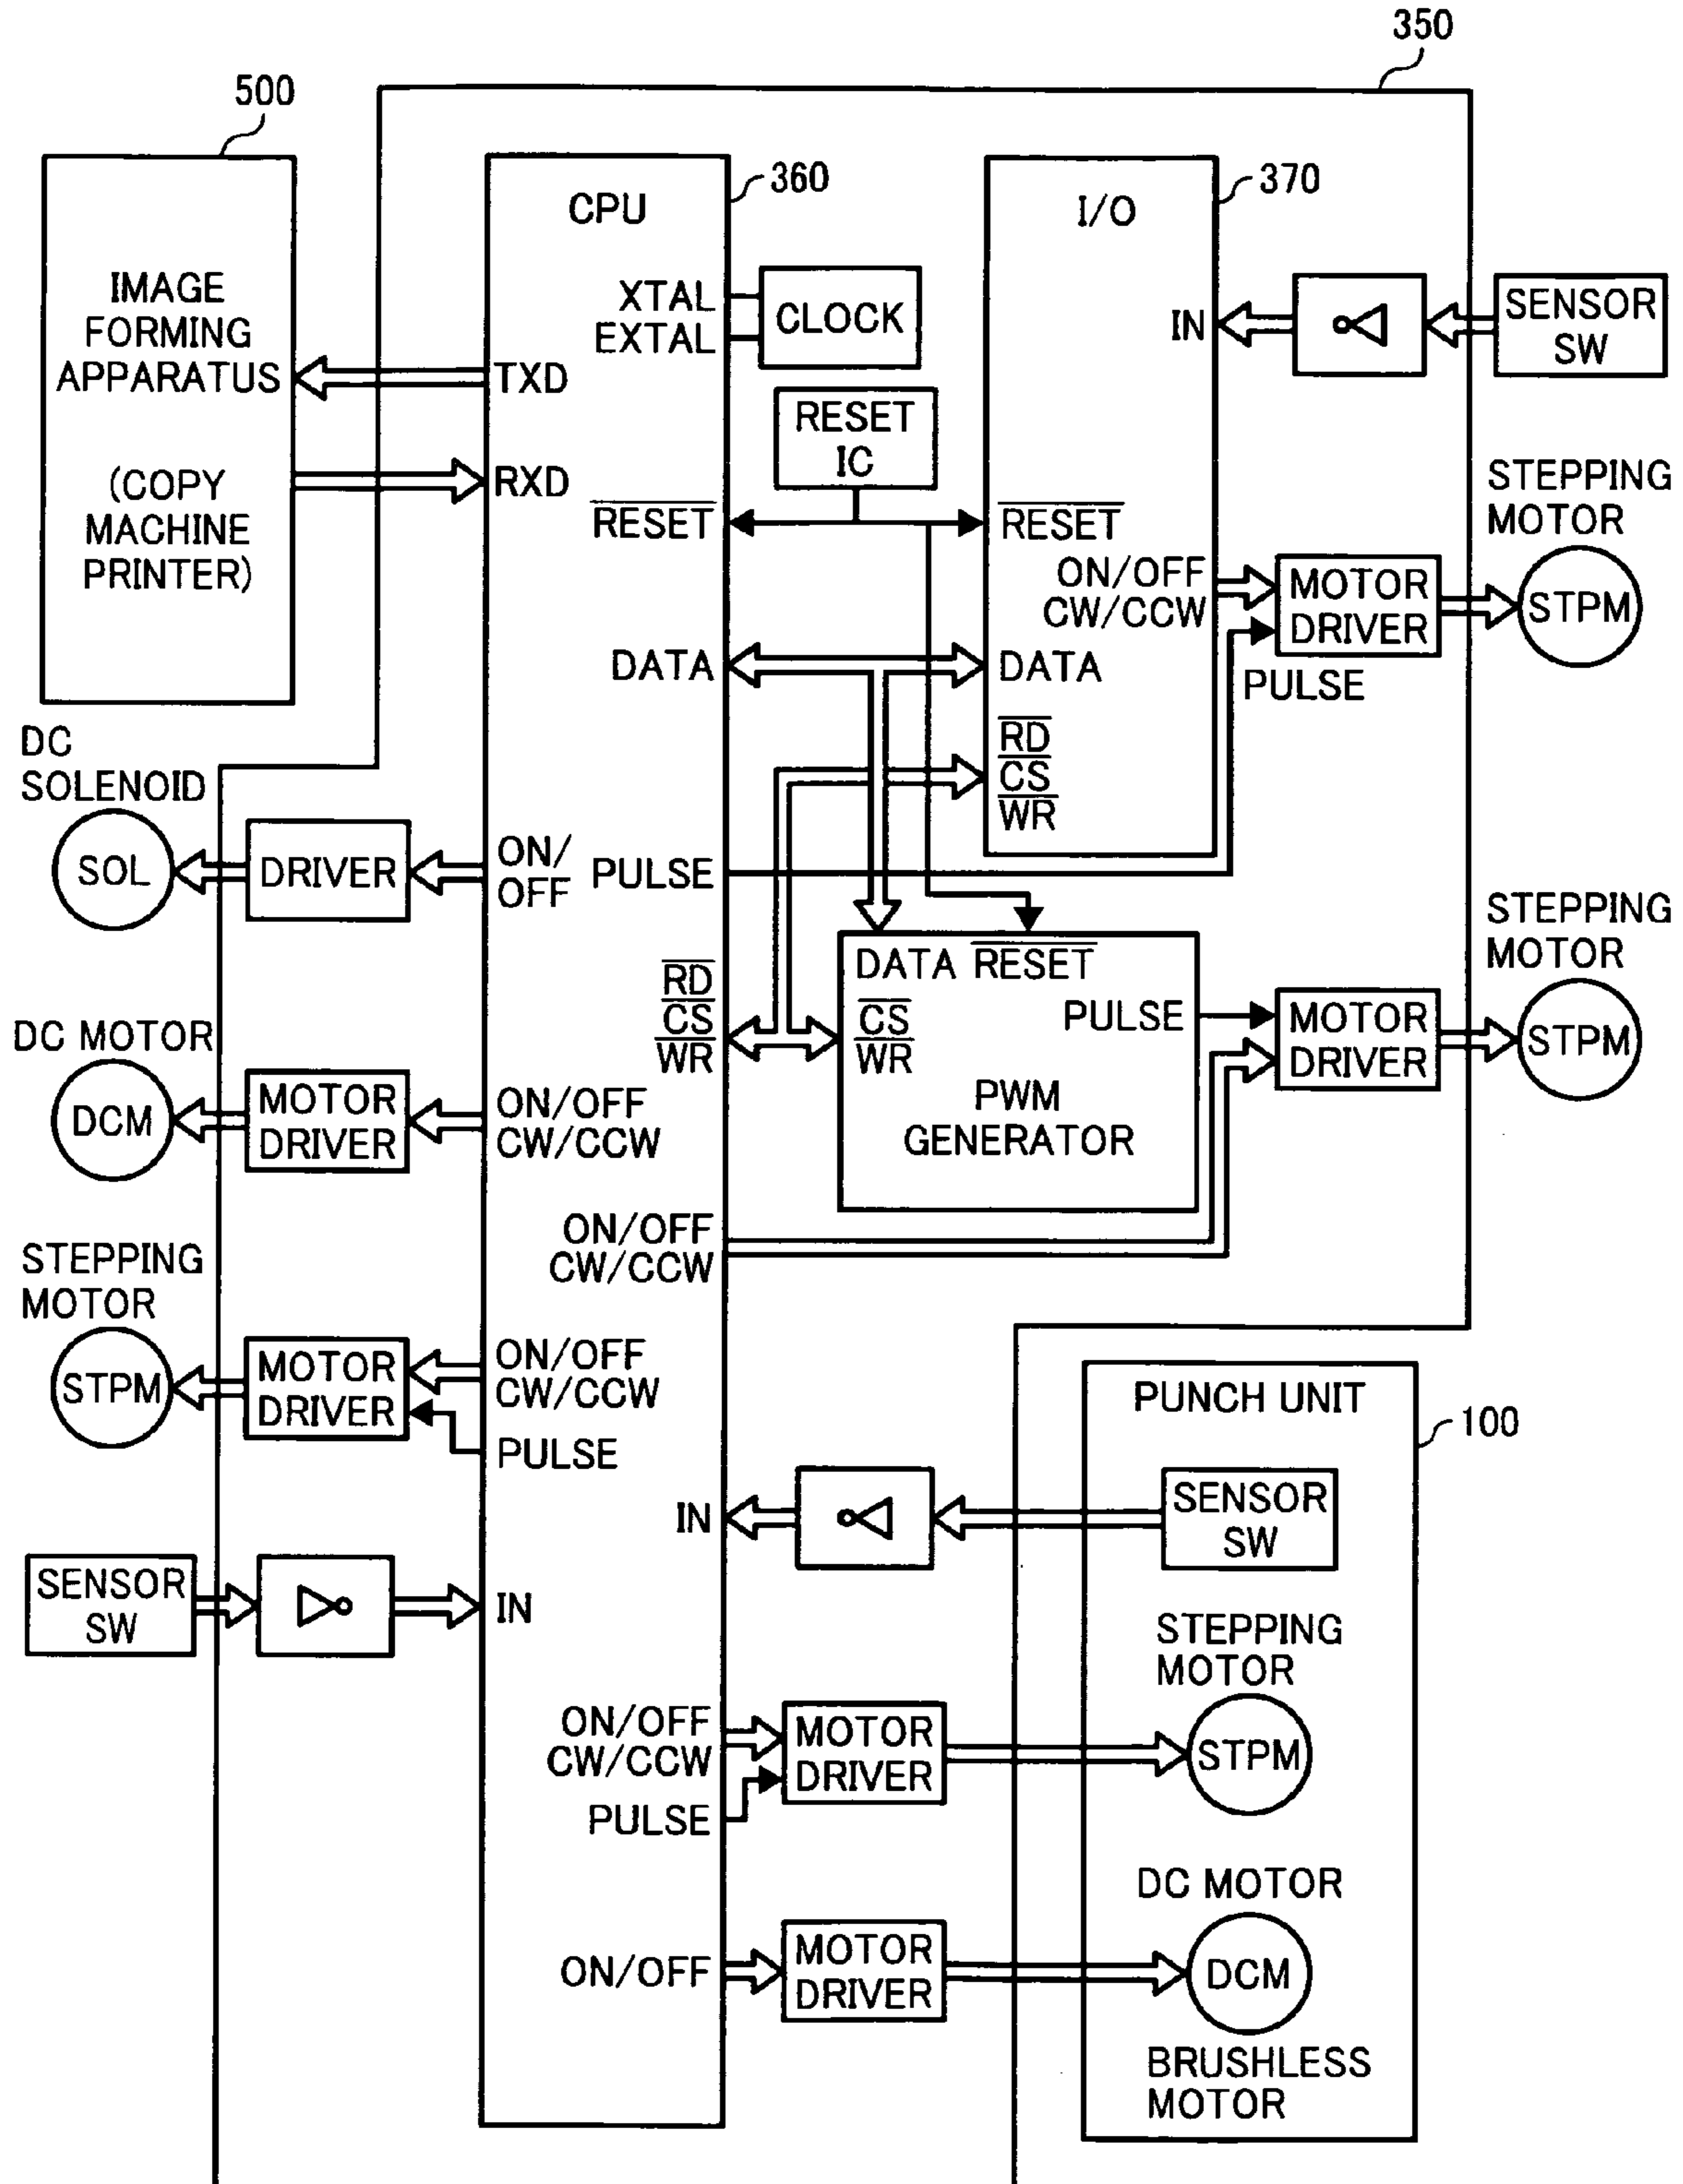 350
500
IMAGE
FORMING
APPARATUS
(COPY
MACHINE
PRINTER)
CPU
360
XTAL
EXTAL
CLOCK
TXD
RXD
RESET
IC
RESET
DATA
I/O
370
IN
SENSOR
SW
RESET
ON/OFF
CW/CCW
DATA
RD
CS
WR
MOTOR
DRIVER
PULSE
STEPPING
MOTOR
STPM
DC
SOLENOID
SOL
DRIVER
ON/
OFF
PULSE
RD
CS
WR
DATA RESET
CS
WR
PULSE
PWM
GENERATOR
MOTOR
DRIVER
STEPPING
MOTOR
STPM
DC MOTOR
DCM
MOTOR
DRIVER
ON/OFF
CW/CCW
ON/OFF
CW/CCW
STEPPING
MOTOR
STPM
MOTOR
DRIVER
ON/OFF
CW/CCW
PULSE
IN
SENSOR
SW
IN
PUNCH UNIT
100
SENSOR
SW
STEPPING
MOTOR
ON/OFF
CW/CCW
PULSE
MOTOR
DRIVER
STPM
DC MOTOR
ON/OFF
MOTOR
DRIVER
DCM
BRUSHLESS
MOTOR